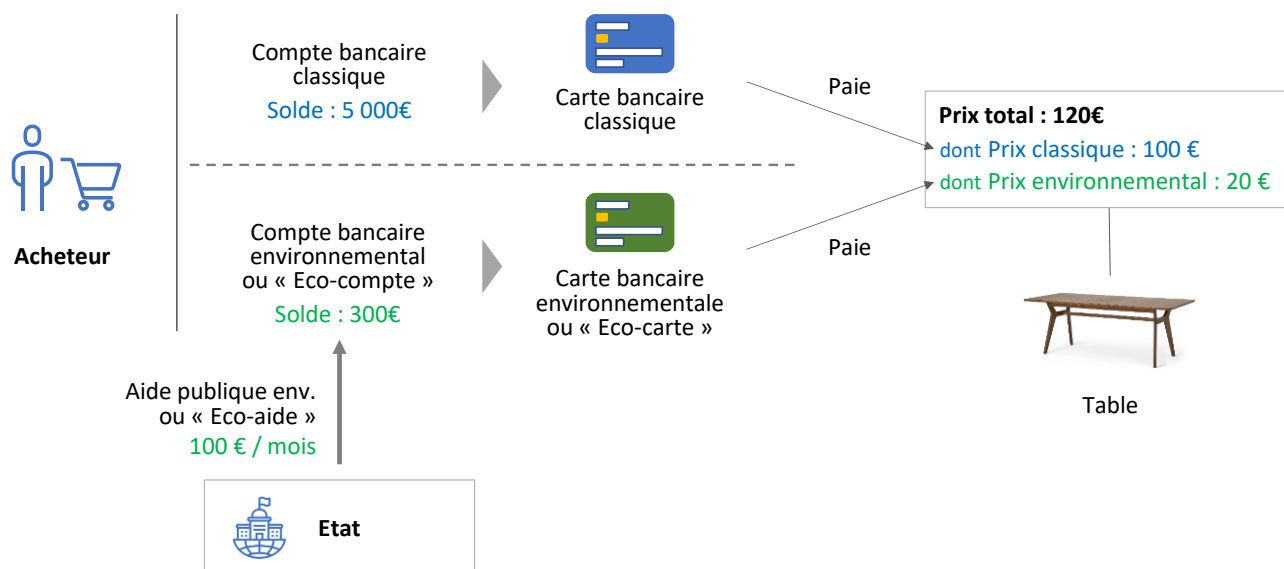 Compte bancaire
classique
Solde : 5 000€
Carte bancaire
classique
Paie
Prix total : 120€
dont Prix classique : 100 €
dont Prix environnemental : 20 €
Acheteur
Compte bancaire
environnemental
ou « Eco-compte »
Solde : 300€
Carte bancaire
environnementale
ou « Eco-carte »
Paie
Table
Aide publique env.
ou « Eco-aide »
100 € / mois
Etat